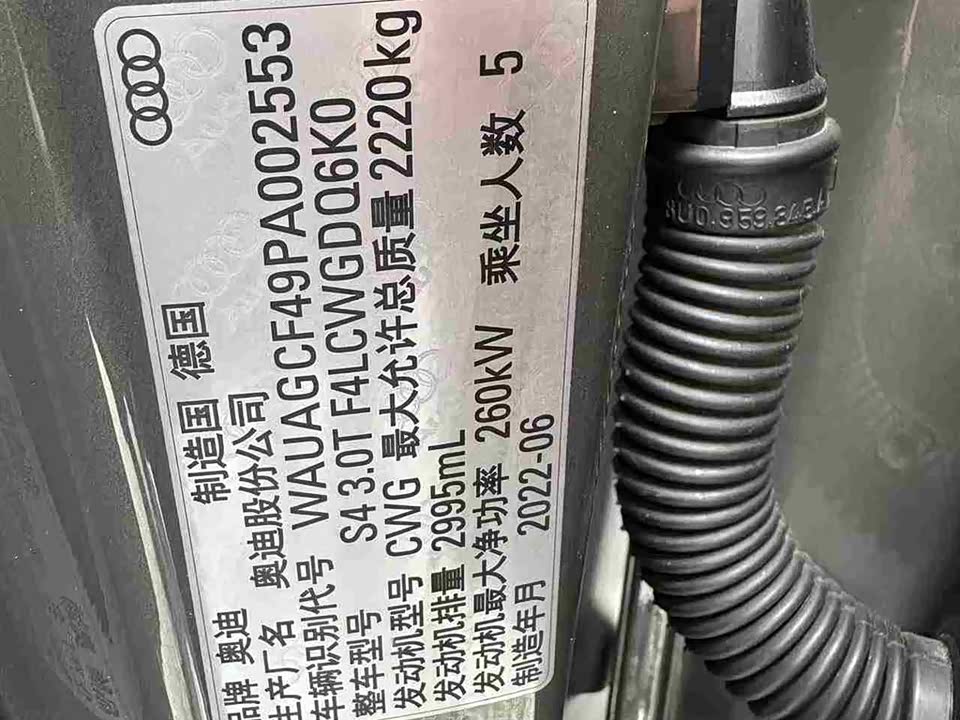 品牌 奥迪 制造国 德国
生产厂名 奥迪股份公司
车辆识别代号 WAUAGCF49PA002553
整车型号 S4 3.0T F4LCWGDQ6K0
发动机型号 CWG 最大允许总质量 2220kg
发动机排量 2995mL
发动机最大净功率 260kW 乘坐人数 5
制造年月 2022-06